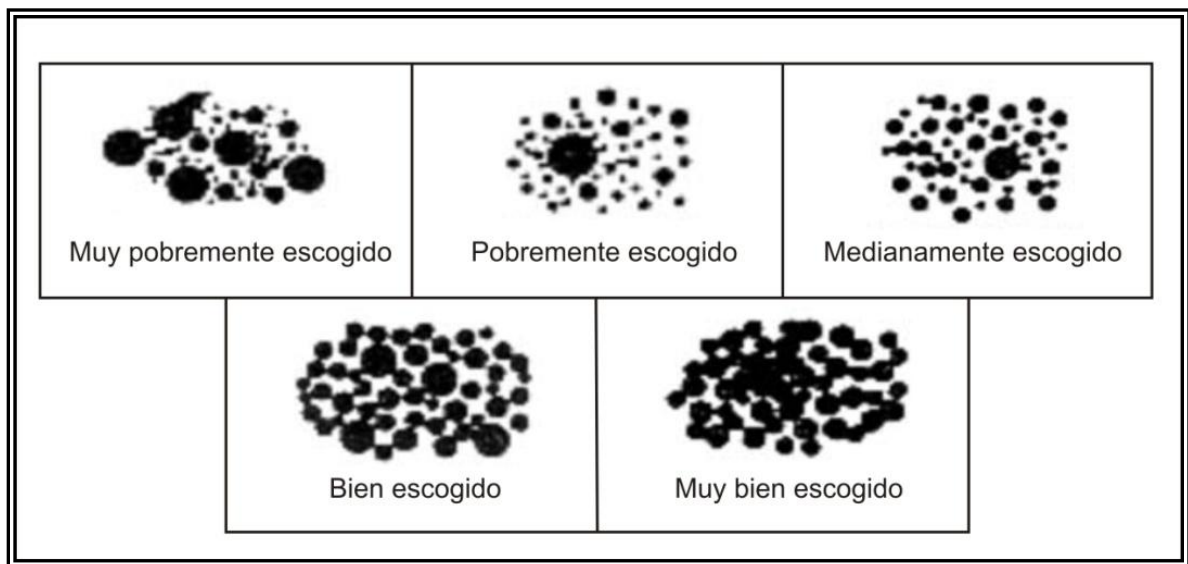 Muy pobremente escogido
Pobremente escogido
Medianamente escogido
Bien escogido
Muy bien escogido